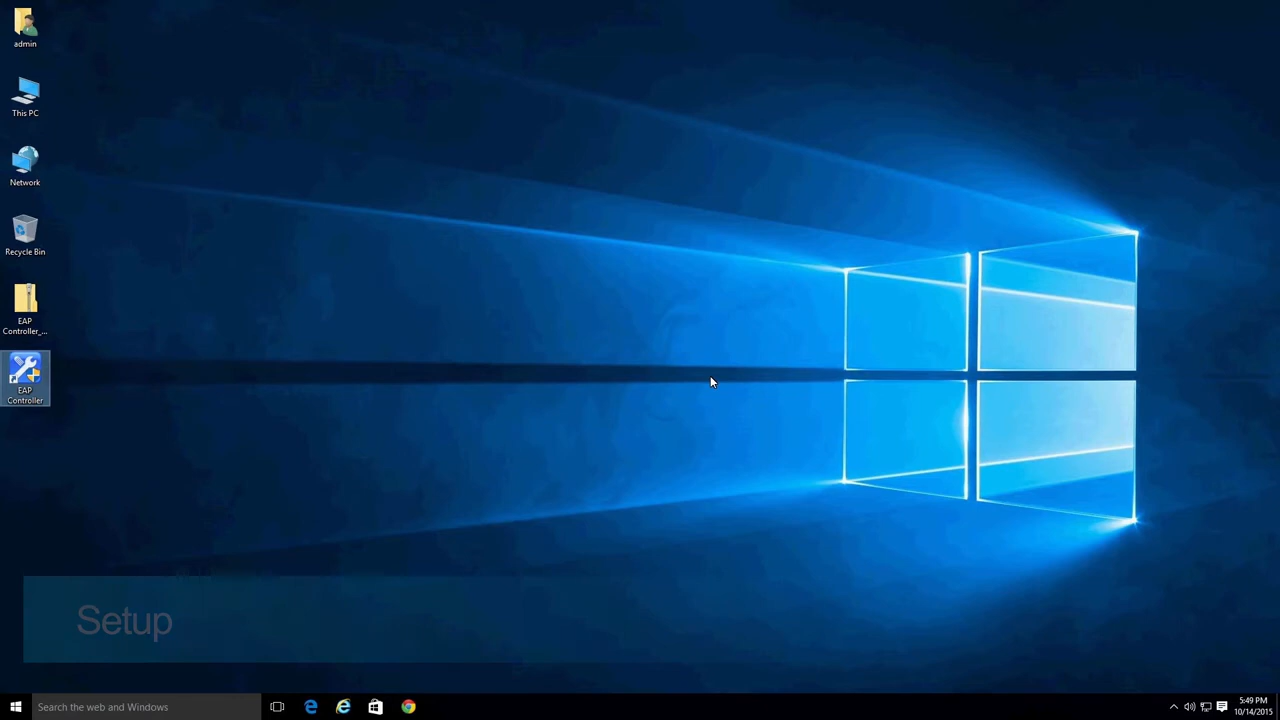 admin
This PC
Network
Recycle Bin
EAP
Controller_...
EAP
Controller
Setup
Search the web and Windows
5:49 PM
10/14/2015